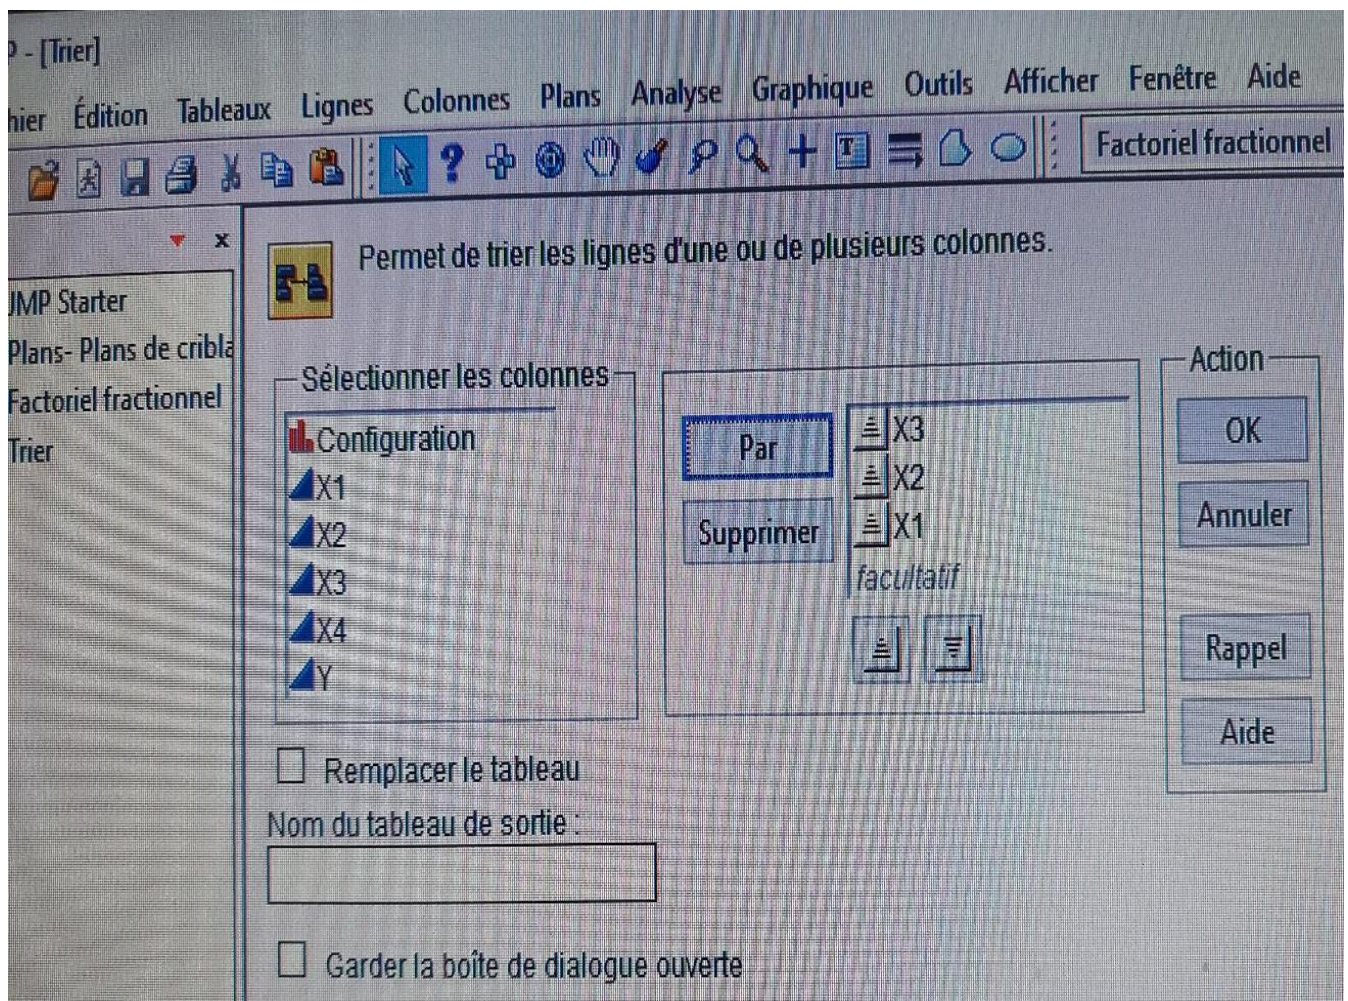 - [Trier]
hier Édition Tableaux Lignes Colonnes Plans Analyse Graphique Outils Afficher Fenêtre Aide
Factoriel fractionnel
JMP Starter
Plans- Plans de cribla
Factoriel fractionnel
Trier
Permet de trier les lignes d'une ou de plusieurs colonnes.
Sélectionner les colonnes
Configuration
X1
X2
X3
X4
Y
Par
Supprimer
X3
X2
X1
facultatif
Action
OK
Annuler
Rappel
Aide
Remplacer le tableau
Nom du tableau de sortie :
Garder la boîte de dialogue ouverte